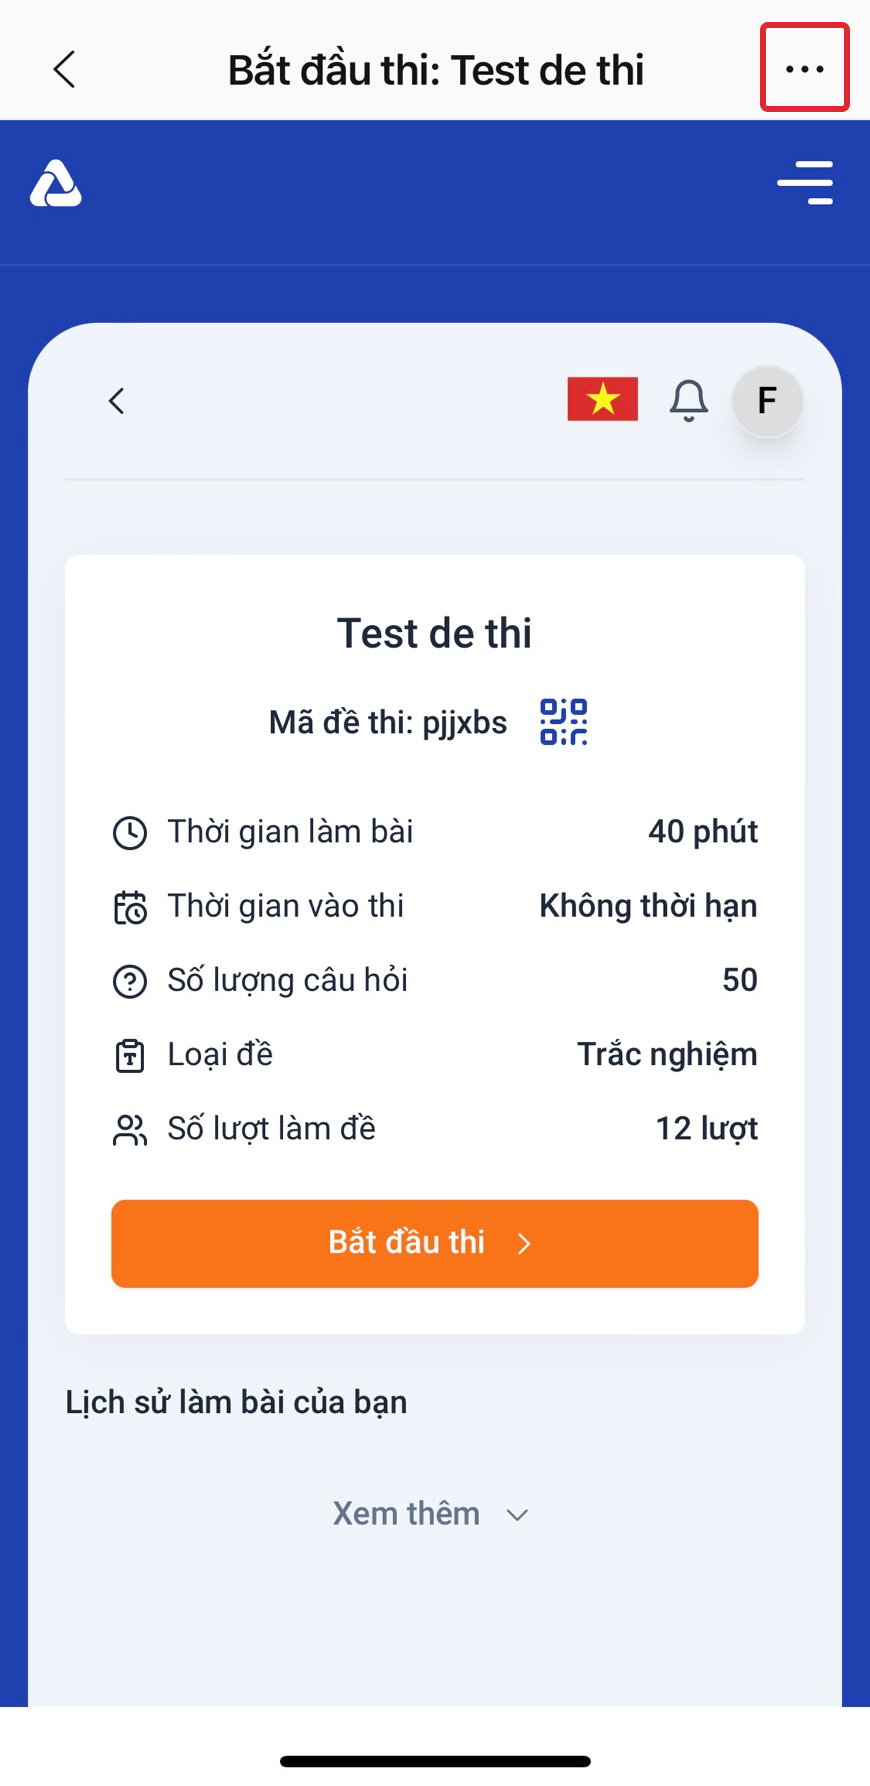 Bắt đầu thi: Test de thi
F
Test de thi
Mã đề thi: pjjxbs
Thời gian làm bài 40 phút
Thời gian vào thi Không thời hạn
Số lượng câu hỏi 50
Loại đề Trắc nghiệm
Số lượt làm đề 12 lượt
Bắt đầu thi
Lịch sử làm bài của bạn
Xem thêm